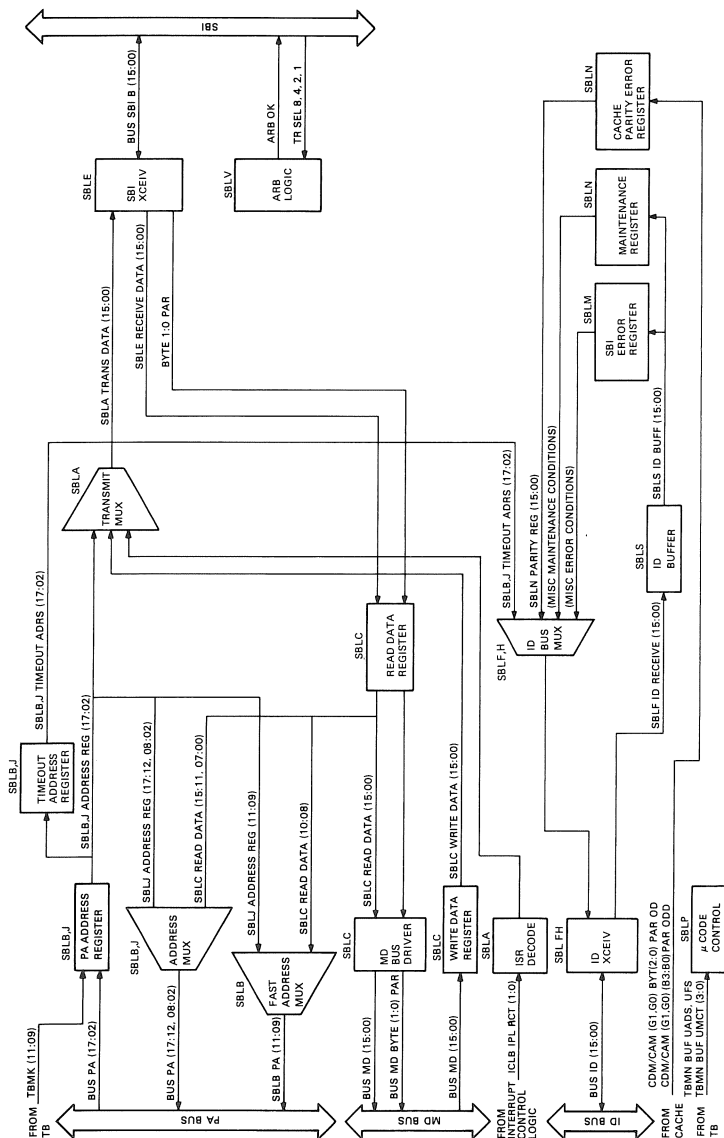 FROM TB
TBMK (11:09)
BUS PA (17:02)
BUS PA (17:12, 08:02)
SBLB PA (11:09)
PA BUS
SBLB,J
PA ADDRESS
REGISTER
SBLB,J
ADDRESS
MUX
SBLB
FAST
ADDRESS
MUX
SBLB,J
TIMEOUT
ADDRESS
REGISTER
SBLB,J TIMEOUT ADRS (17:02)
SBLB,J ADDRESS REG (17:02)
SBLJ ADDRESS REG (17:12, 08:02)
SBLC READ DATA (15:11, 07:00)
SBLJ ADDRESS REG (11:09)
SBLC READ DATA (10:08)
BUS MD (15:00)
BUS MD BYTE (1:0) PAR
BUS MD (15:00)
MD BUS
SBLC
MD
BUS
DRIVER
SBLC
WRITE DATA
REGISTER
SBLC READ DATA (15:00)
SBLC WRITE DATA (15:00)
SBLC
READ DATA
REGISTER
SBLA
TRANSMIT
MUX
SBLA TRANS DATA (15:00)
SBLE RECEIVE DATA (15:00)
BYTE 1:0 PAR
SBLE
SBI
XCEIV
BUS SBI B (15:00)
SBLV
ARB
LOGIC
ARB OK
TR SEL 8, 4, 2, 1
SBI
FROM
INTERRUPT
CONTROL
LOGIC
ICLB IPL RCT (1:0)
SBLA
ISR
DECODE
BUS ID (15:00)
ID BUS
SBL,FH
ID
XCEIV
SBLF,H
ID
BUS
MUX
SBLB,J TIMEOUT ADRS (17:02)
SBLN PARITY REG (15:00)
(MISC MAINTENANCE CONDITIONS)
(MISC ERROR CONDITIONS)
SBLF ID RECEIVE (15:00)
SBLS
ID
BUFFER
SBLS ID BUFF (15:00)
SBLM
SBI
ERROR
REGISTER
SBLN
MAINTENANCE
REGISTER
SBLN
CACHE
PARITY ERROR
REGISTER
FROM
CACHE
CDM/CAM (G1.G0) BYT(2:0) PAR OD
CDM/CAM (G1.G0) (B3:B0) PAR ODD
FROM
TB
TBMN BUF UADS, UFS
TBMN BUF UMCT (3:0)
SBLP
μ CODE
CONTROL